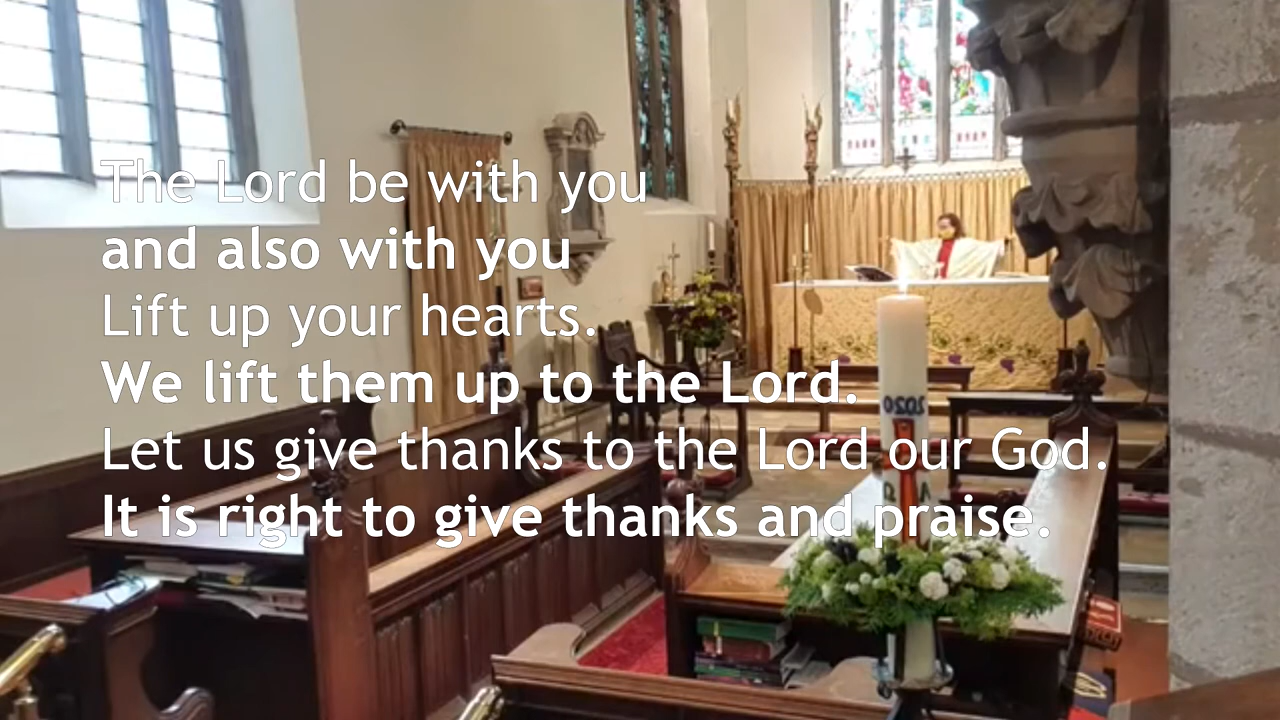 The Lord be with you
and also with you
Lift up your hearts.
We lift them up to the Lord.
Let us give thanks to the Lord our God.
It is right to give thanks and praise.
2020